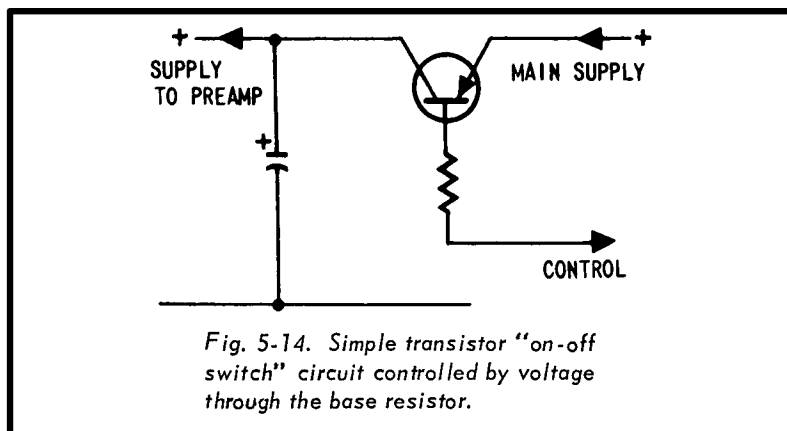 + +
SUPPLY MAIN SUPPLY
TO PREAMP
+
CONTROL
Fig. 5-14. Simple transistor "on-off
switch" circuit controlled by voltage
through the base resistor.